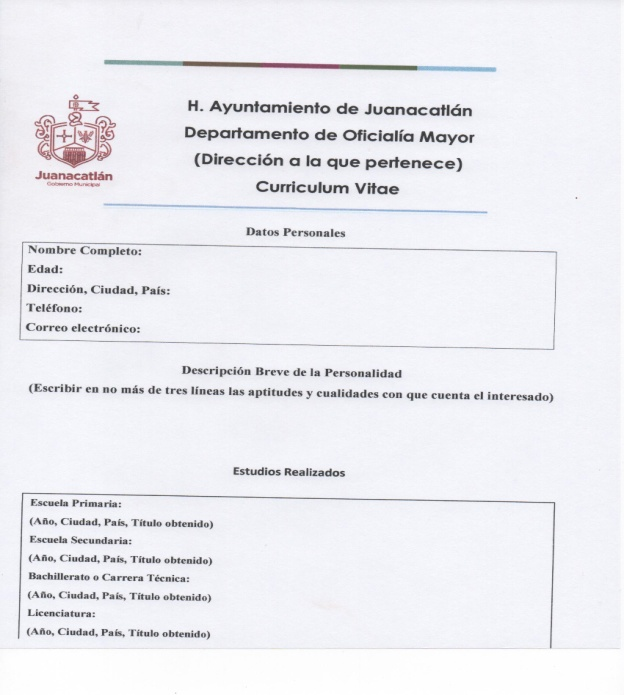 H. Ayuntamiento de Juanacatlán
Departamento de Oficialía Mayor
(Dirección a la que pertenece)
Curriculum Vitae
Juanacatlán
Gobierno Municipal
Datos Personales
Nombre Completo:
Edad:
Dirección, Ciudad, País:
Teléfono:
Correo electrónico:
Descripción Breve de la Personalidad
(Escribir en no más de tres líneas las aptitudes y cualidades con que cuenta el interesado)
Estudios Realizados
Escuela Primaria:
(Año, Ciudad, País, Título obtenido)
Escuela Secundaria:
(Año, Ciudad, País, Título obtenido)
Bachillerato o Carrera Técnica:
(Año, Ciudad, País, Título obtenido)
Licenciatura:
(Año, Ciudad, País, Título obtenido)